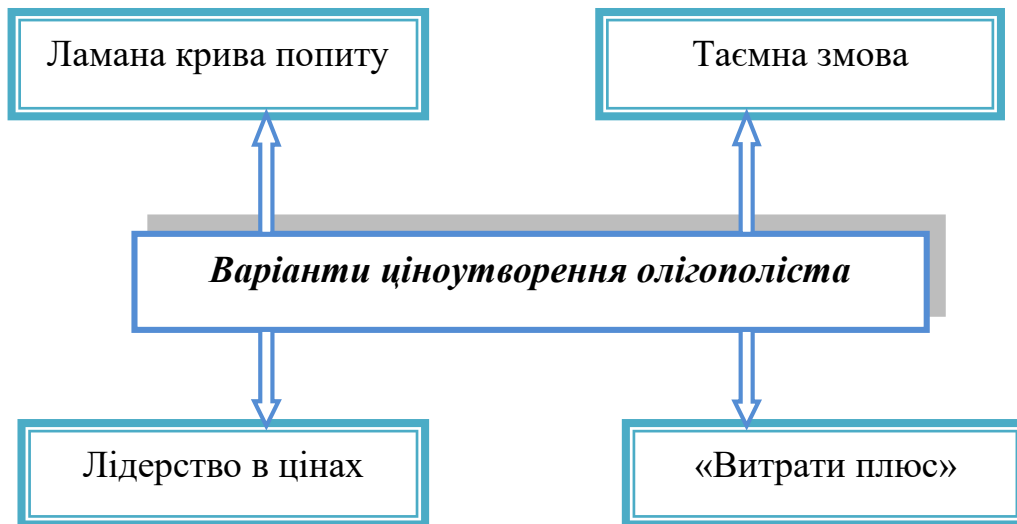 Ламана крива попиту
Таємна змова
Варіанти ціноутворення олігополіста
Лідерство в цінах
«Витрати плюс»